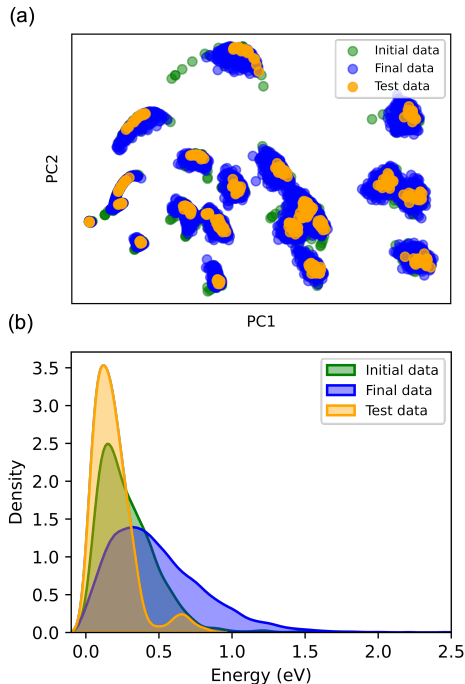 (a)
Initial data
Final data
Test data
PC2
PC1
(b)
Initial data
Final data
Test data
3.5
3.0
2.5
2.0
1.5
1.0
0.5
0.0
Density
0.0 0.5 1.0 1.5 2.0 2.5
Energy (eV)